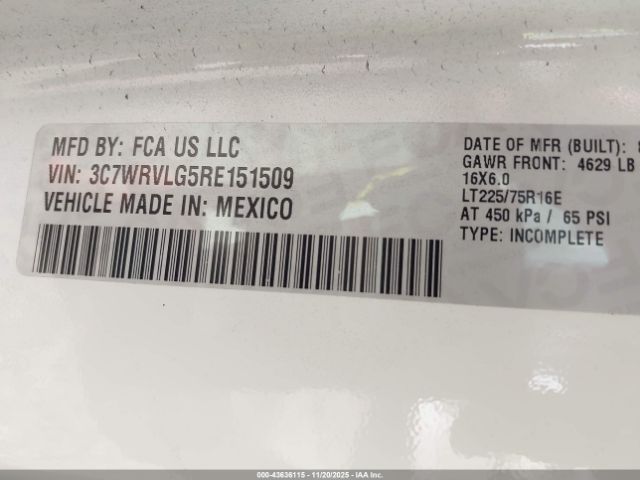 MFD BY: FCA US LLC
VIN: 3C7WRVLG5RE151509
VEHICLE MADE IN: MEXICO
DATE OF MFR (BUILT):
GAWR FRONT: 4629 LB
16X6.0
LT225/75R16E
AT 450 kPa / 65 PSI
TYPE: INCOMPLETE
000-43636115 - 11/20/2025 - IAA Inc.